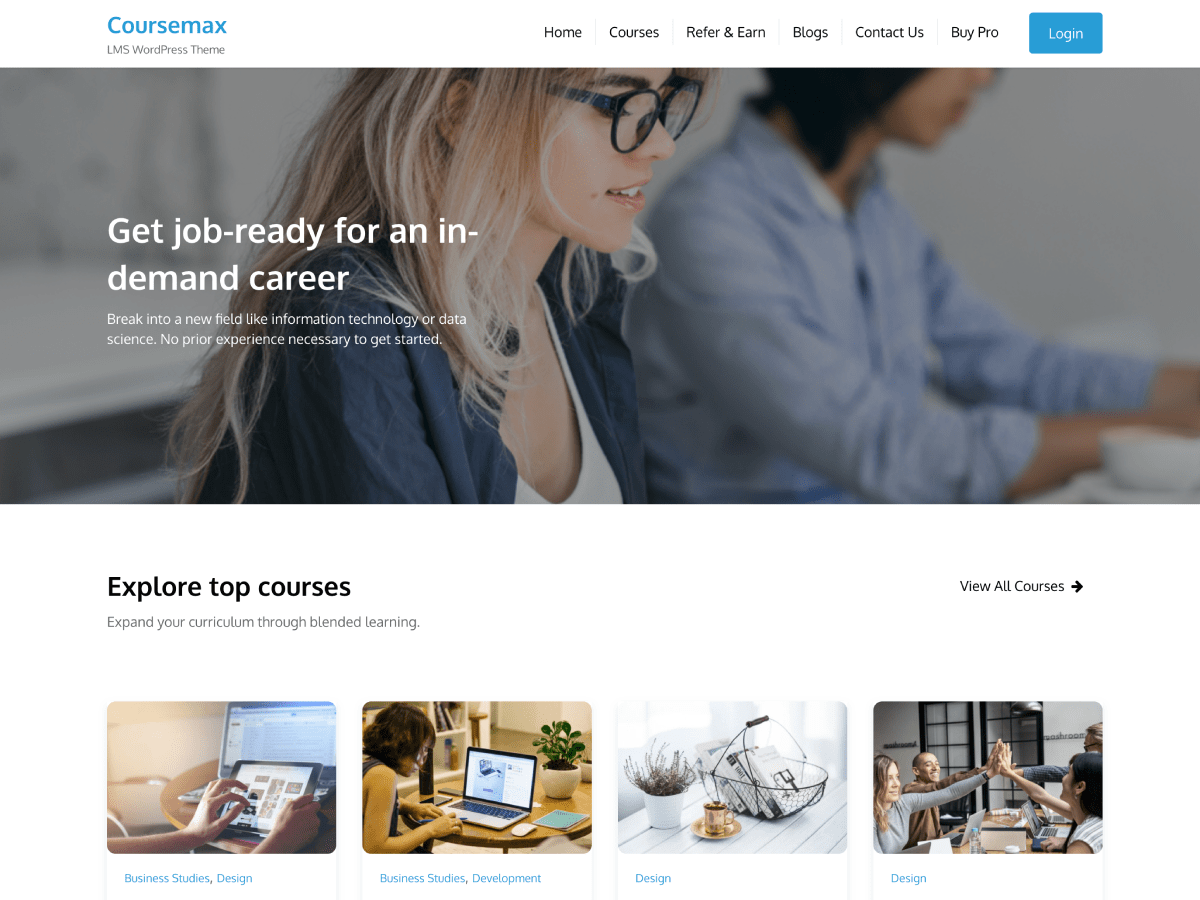 Coursemax
LMS WordPress Theme
Home
Courses
Refer & Earn
Blogs
Contact Us
Buy Pro
Login
Get job-ready for an in-
demand career
Break into a new field like information technology or data
science. No prior experience necessary to get started.
Explore top courses
View All Courses
Expand your curriculum through blended learning.
Business Studies, Design
Business Studies, Development
Design
Design